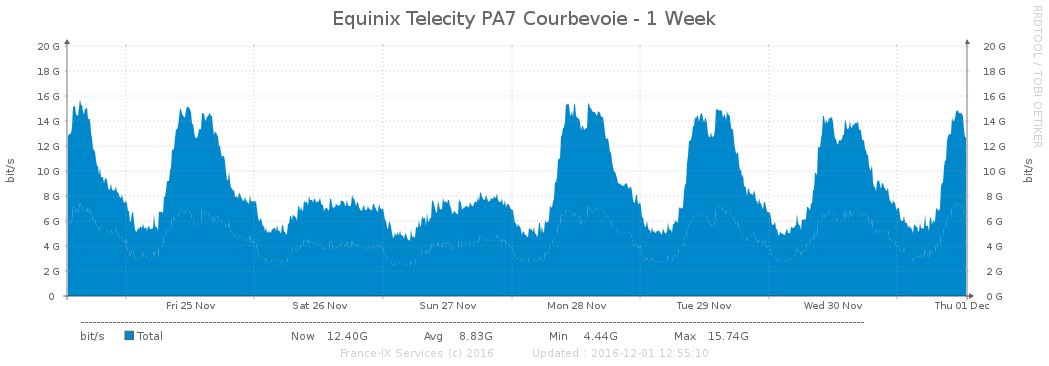 Equinix Telecity PA7 Courbevoie - 1 Week
RRDTOOL / TOBI OETIKER
20 G 20 G
18 G 18 G
16 G 16 G
14 G 14 G
12 G 12 G
10 G 10 G
8 G 8 G
6 G 6 G
4 G 4 G
2 G 2 G
0 0 G
bit/s
bit/s
Fri 25 Nov Sat 26 Nov Sun 27 Nov Mon 28 Nov Tue 29 Nov Wed 30 Nov Thu 01 Dec
bit/s Total Now 12.40G Avg 8.83G Min 4.44G Max 15.74G
France-IX Services (c) 2016 Updated : 2016-12-01 12:55:10